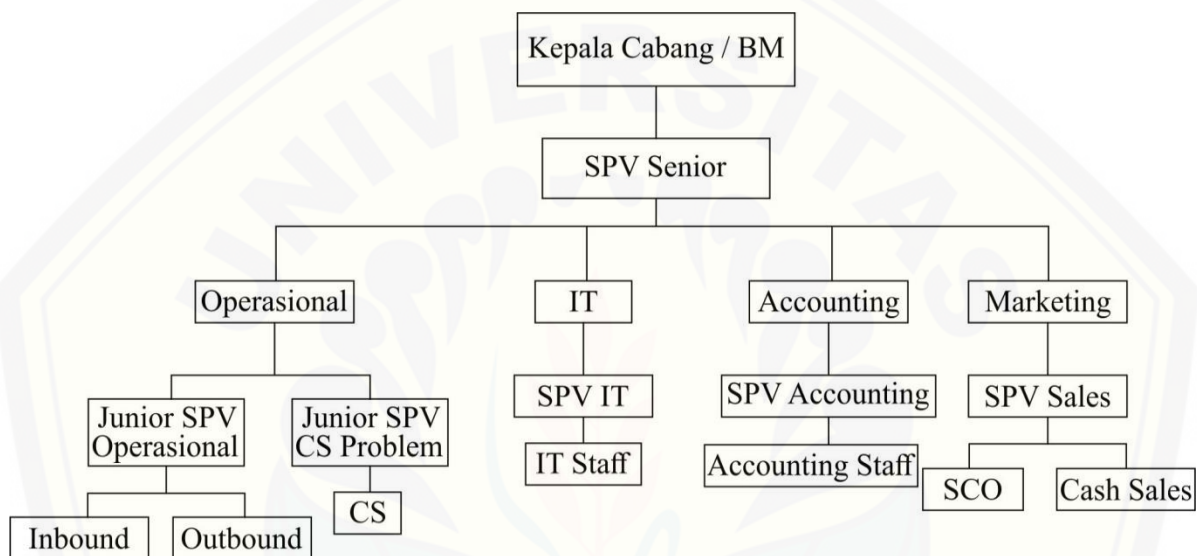 UNIVERSITAS
Kepala Cabang / BM
SPV Senior
Operasional
IT
Accounting
Marketing
Junior SPV
Operasional
Junior SPV
CS Problem
SPV IT
SPV Accounting
SPV Sales
Inbound
Outbound
CS
IT Staff
Accounting Staff
SCO
Cash Sales